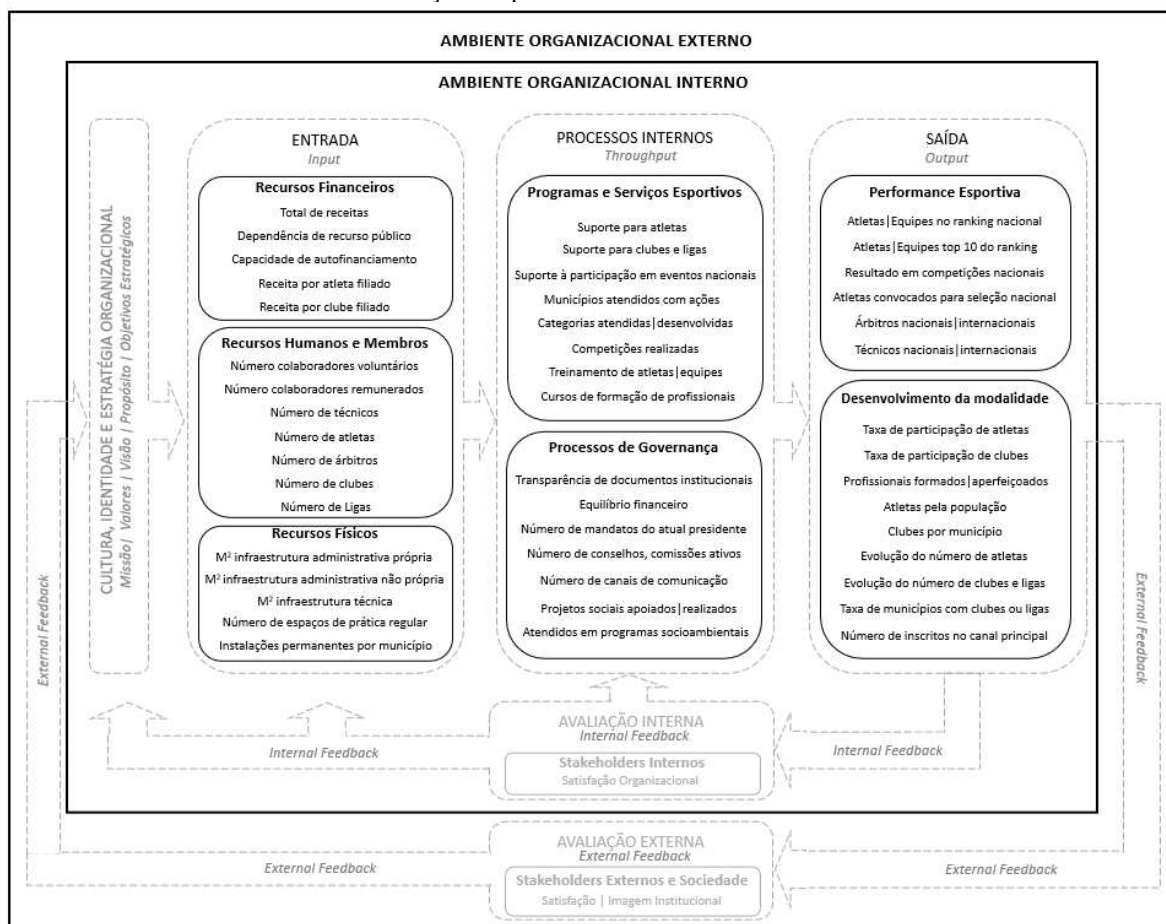 AMBIENTE ORGANIZACIONAL EXTERNO
AMBIENTE ORGANIZACIONAL INTERNO
CULTURA, IDENTIDADE E ESTRATÉGIA ORGANIZACIONAL
Missão| Valores | Visão | Propósito | Objetivos Estratégicos
ENTRADA
Input
Recursos Financeiros
Total de receitas
Dependência de recurso público
Capacidade de autofinanciamento
Receita por atleta filiado
Receita por clube filiado
Recursos Humanos e Membros
Número colaboradores voluntários
Número colaboradores remunerados
Número de técnicos
Número de atletas
Número de árbitros
Número de clubes
Número de Ligas
Recursos Físicos
M² infraestrutura administrativa própria
M² infraestrutura administrativa não própria
M² infraestrutura técnica
Número de espaços de prática regular
Instalações permanentes por município
PROCESSOS INTERNOS
Throughput
Programas e Serviços Esportivos
Suporte para atletas
Suporte para clubes e ligas
Suporte à participação em eventos nacionais
Municípios atendidos com ações
Categorias atendidas|desenvolvidas
Competições realizadas
Treinamento de atletas|equipes
Cursos de formação de profissionais
Processos de Governança
Transparência de documentos institucionais
Equilíbrio financeiro
Número de mandatos do atual presidente
Número de conselhos, comissões ativos
Número de canais de comunicação
Projetos sociais apoiados|realizados
Atendidos em programas socioambientais
SAÍDA
Output
Performance Esportiva
Atletas|Equipes no ranking nacional
Atletas|Equipes top 10 do ranking
Resultado em competições nacionais
Atletas convocados para seleção nacional
Árbitros nacionais|internacionais
Técnicos nacionais|internacionais
Desenvolvimento da modalidade
Taxa de participação de atletas
Taxa de participação de clubes
Profissionais formados|aperfeiçoados
Atletas pela população
Clubes por município
Evolução do número de atletas
Evolução do número de clubes e ligas
Taxa de municípios com clubes ou ligas
Número de inscritos no canal principal
External Feedback
External Feedback
AVALIAÇÃO INTERNA
Internal Feedback
Internal Feedback
Internal Feedback
Stakeholders Internos
Satisfação Organizacional
AVALIAÇÃO EXTERNA
External Feedback
External Feedback
External Feedback
Stakeholders Externos e Sociedade
Satisfação | Imagem Institucional